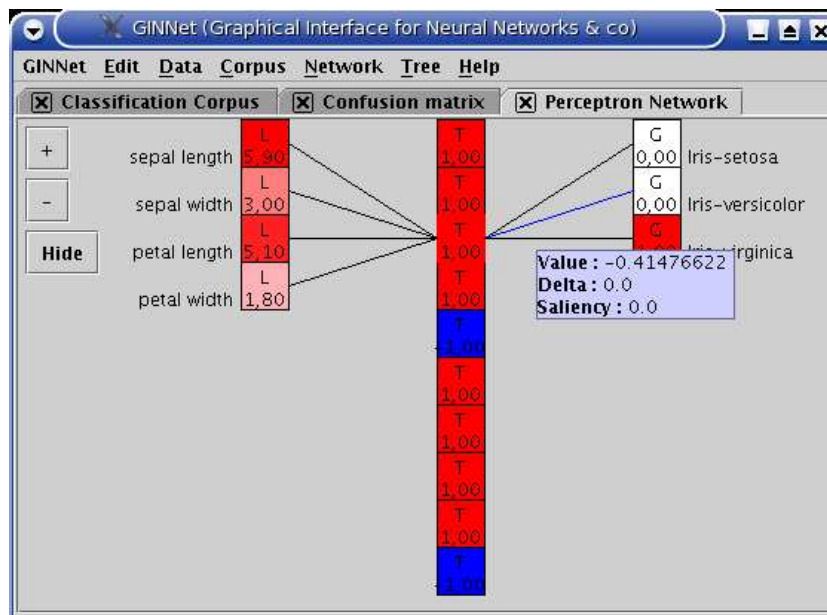 GINNet (Graphical Interface for Neural Networks & co)
GINNet Edit Data Corpus Network Tree Help
Classification Corpus Confusion matrix Perceptron Network
+
-
Hide
sepal length
L
5,90
sepal width
L
3,00
petal length
L
5,10
petal width
L
1,80
T
1,00
T
1,00
T
1,00
T
1,00
T
-1,00
T
1,00
T
1,00
T
1,00
T
1,00
T
-1,00
G
0,00
Iris-setosa
G
0,00
Iris-versicolor
G
Value : -0.41476622
Delta : 0.0
Saliency : 0.0